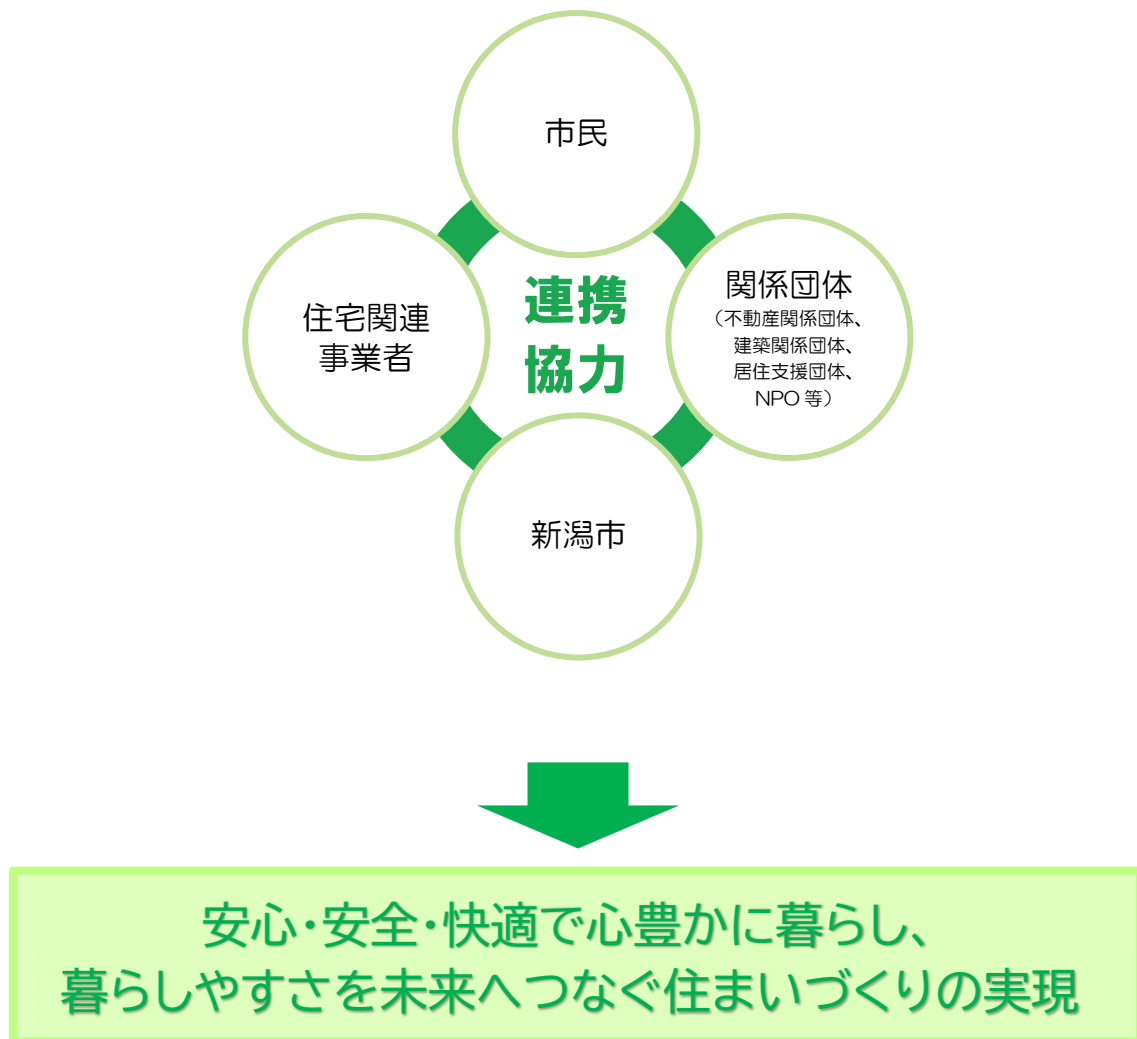 市民
住宅関連
事業者
連携
協力
関係団体
（不動産関係団体、
建築関係団体、
居住支援団体、
NPO等）
新潟市
安心・安全・快適で心豊かに暮らし、
暮らしやすさを未来へつなぐ住まいづくりの実現